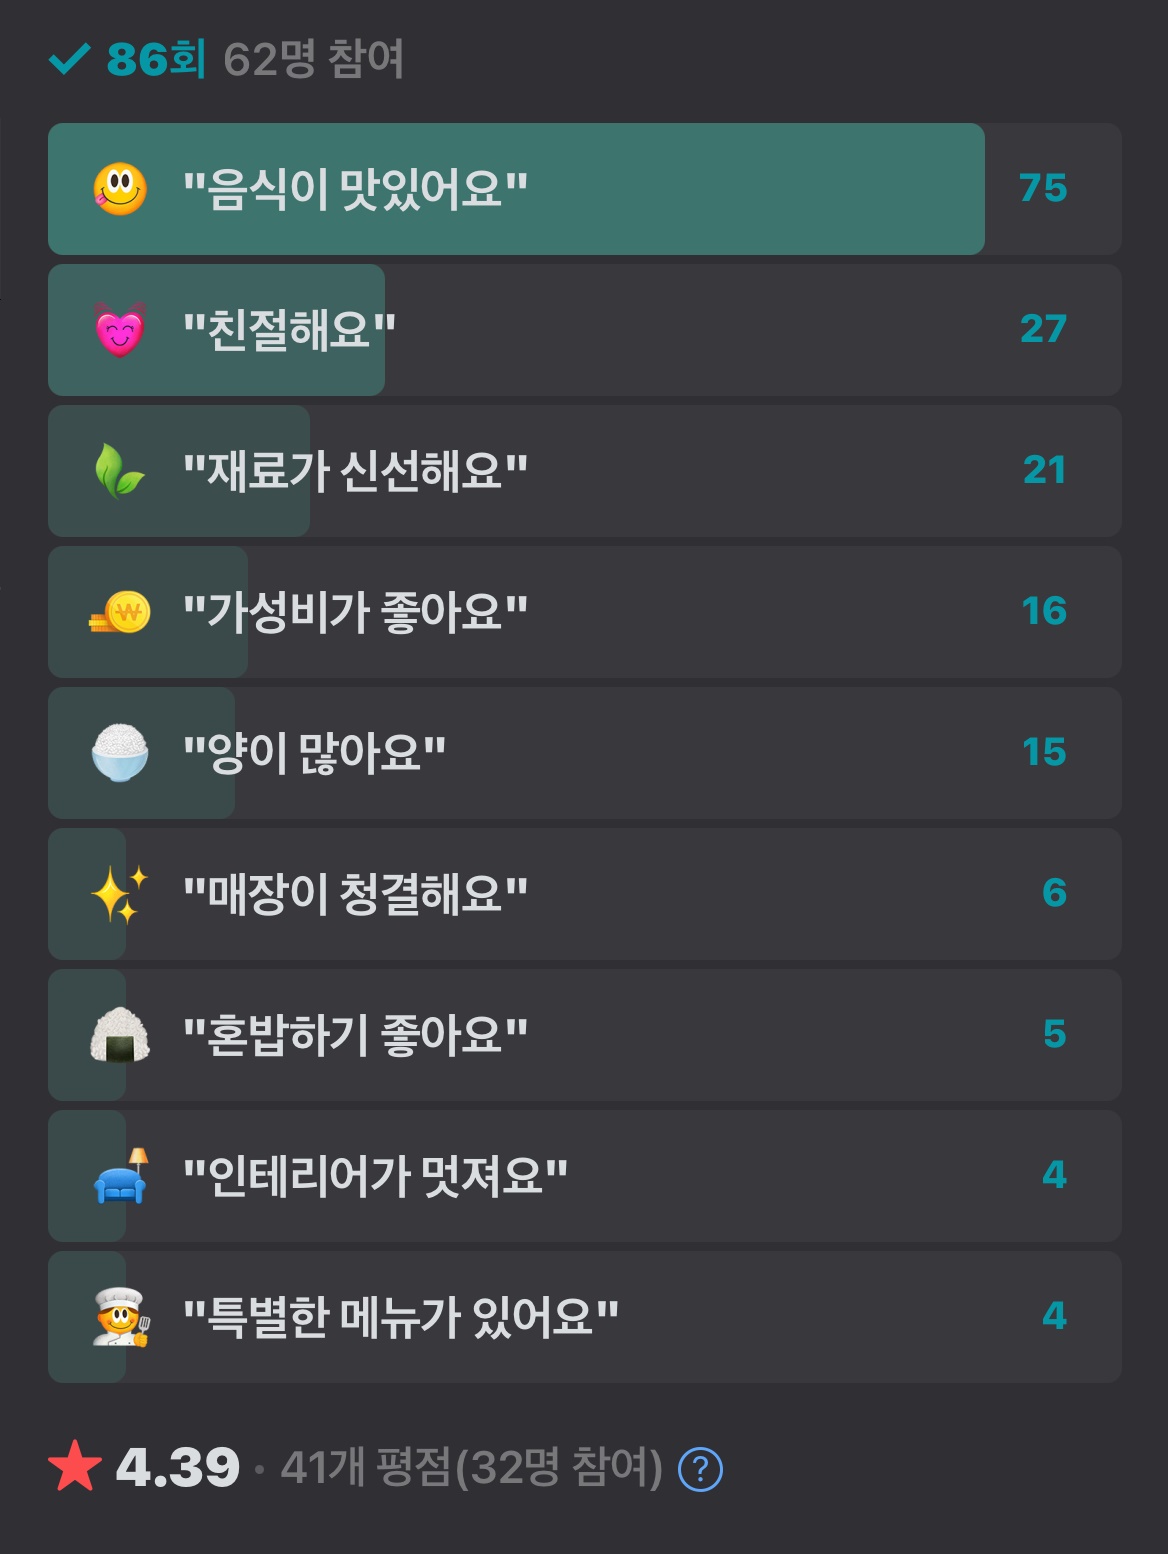 86회 62명 참여
"음식이 맛있어요" 75
"친절해요" 27
"재료가 신선해요" 21
"가성비가 좋아요" 16
"양이 많아요" 15
"매장이 청결해요" 6
"혼밥하기 좋아요" 5
"인테리어가 멋져요" 4
"특별한 메뉴가 있어요" 4
4.39 · 41개 평점(32명 참여) ?